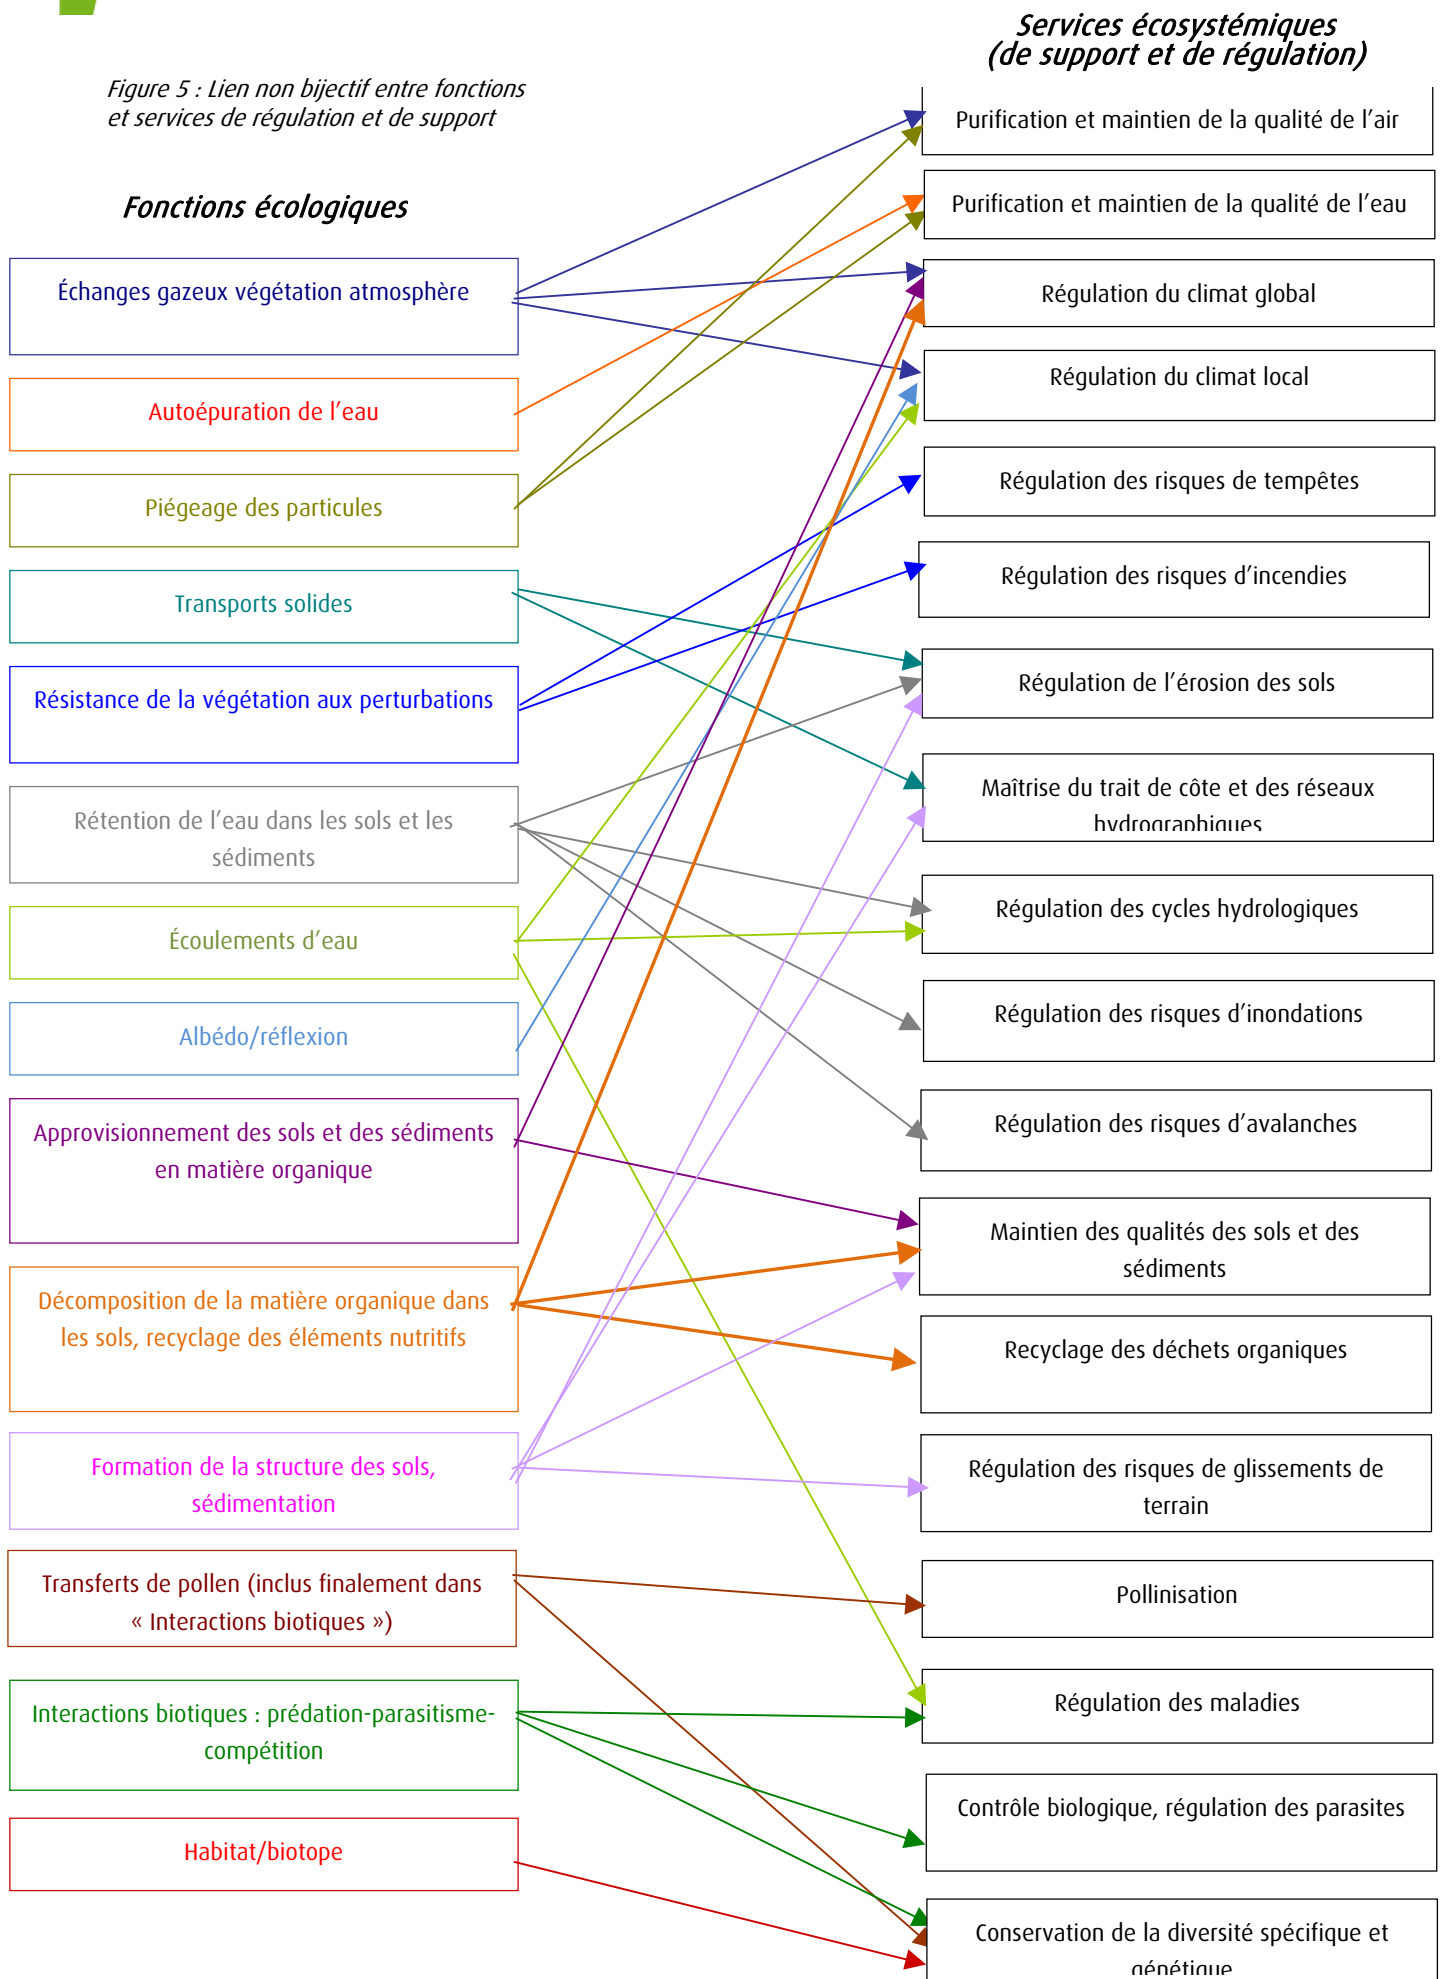 Services écosystémiques
(de support et de régulation)
Figure 5 : Lien non bijectif entre fonctions
et services de régulation et de support
Fonctions écologiques
Échanges gazeux végétation atmosphère
Autoépuration de l’eau
Piégeage des particules
Transports solides
Résistance de la végétation aux perturbations
Rétention de l’eau dans les sols et les
sédiments
Écoulements d’eau
Albédo/réflexion
Approvisionnement des sols et des sédiments
en matière organique
Décomposition de la matière organique dans
les sols, recyclage des éléments nutritifs
Formation de la structure des sols,
sédimentation
Transferts de pollen (inclus finalement dans
« Interactions biotiques »)
Interactions biotiques : prédation-parasitisme-
compétition
Habitat/biotope
Purification et maintien de la qualité de l’air
Purification et maintien de la qualité de l’eau
Régulation du climat global
Régulation du climat local
Régulation des risques de tempêtes
Régulation des risques d’incendies
Régulation de l’érosion des sols
Maîtrise du trait de côte et des réseaux
hydrographiques
Régulation des cycles hydrologiques
Régulation des risques d’inondations
Régulation des risques d’avalanches
Maintien des qualités des sols et des
sédiments
Recyclage des déchets organiques
Régulation des risques de glissements de
terrain
Pollinisation
Régulation des maladies
Contrôle biologique, régulation des parasites
Conservation de la diversité spécifique et
génétique